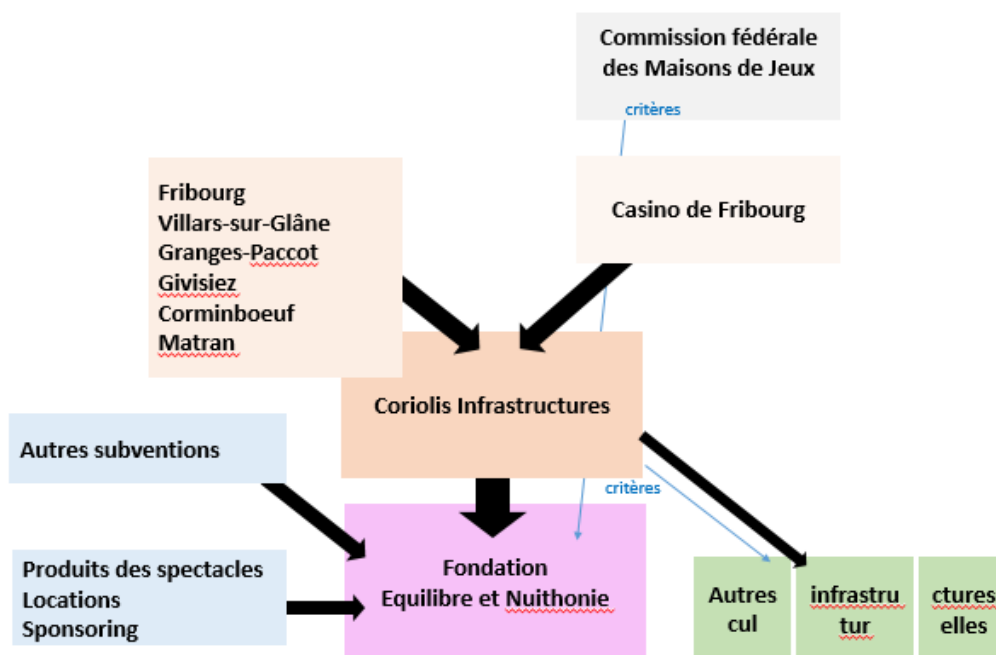 Commission fédérale
des Maisons de Jeux
critères
Fribourg
Villars-sur-Glâne
Granges-Paccot
Givisiez
Corminboeuf
Matran
Casino de Fribourg
Coriolis Infrastructures
Autres subventions
critères
Produits des spectacles
Locations
Sponsoring
Fondation
Equilibre et Nuithonie
Autres
cul
infrastru
tur
ctures
elles